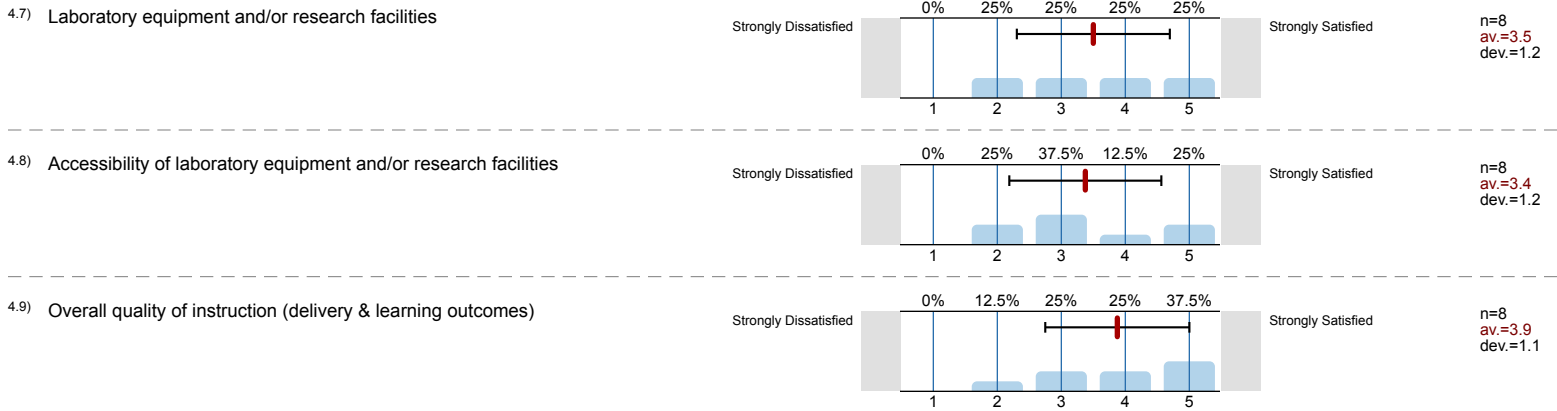 0% 25% 25% 25% 25%
4.7) Laboratory equipment and/or research facilities
Strongly Dissatisfied
Strongly Satisfied
n=8
av.=3.5
dev.=1.2
1 2 3 4 5
0% 25% 37.5% 12.5% 25%
4.8) Accessibility of laboratory equipment and/or research facilities
Strongly Dissatisfied
Strongly Satisfied
n=8
av.=3.4
dev.=1.2
1 2 3 4 5
0% 12.5% 25% 25% 37.5%
4.9) Overall quality of instruction (delivery & learning outcomes)
Strongly Dissatisfied
Strongly Satisfied
n=8
av.=3.9
dev.=1.1
1 2 3 4 5